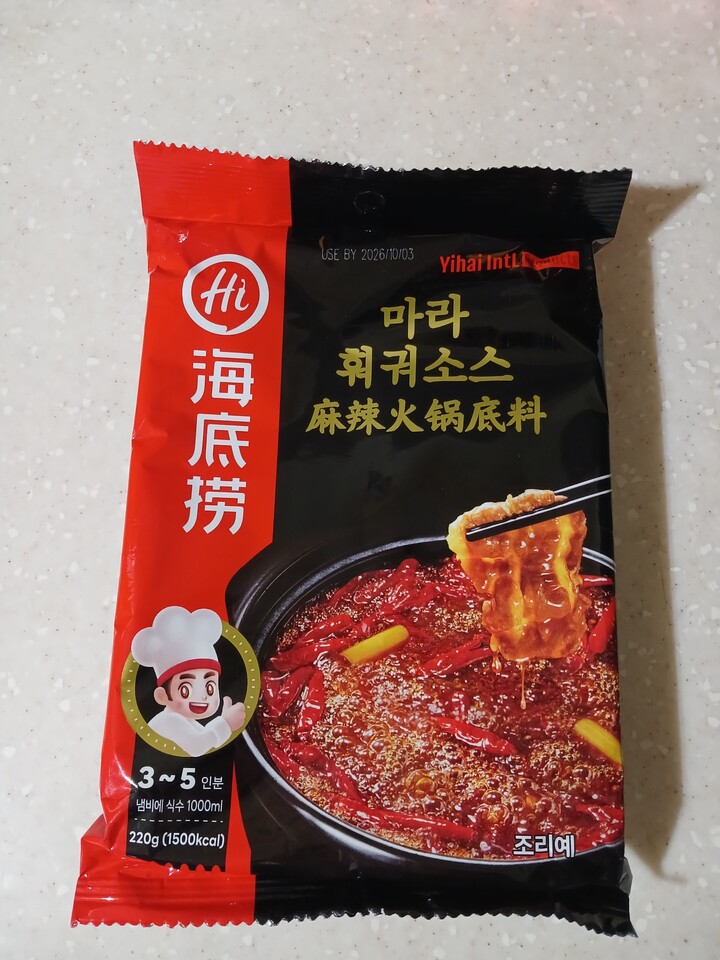 USE BY 2026/10/03
Yihai IntL
Hi
海底捞
마라
훠궈소스
麻辣火锅底料
3~5 인분
냄비에 식수 1000ml
220g (1500kcal)
조리예